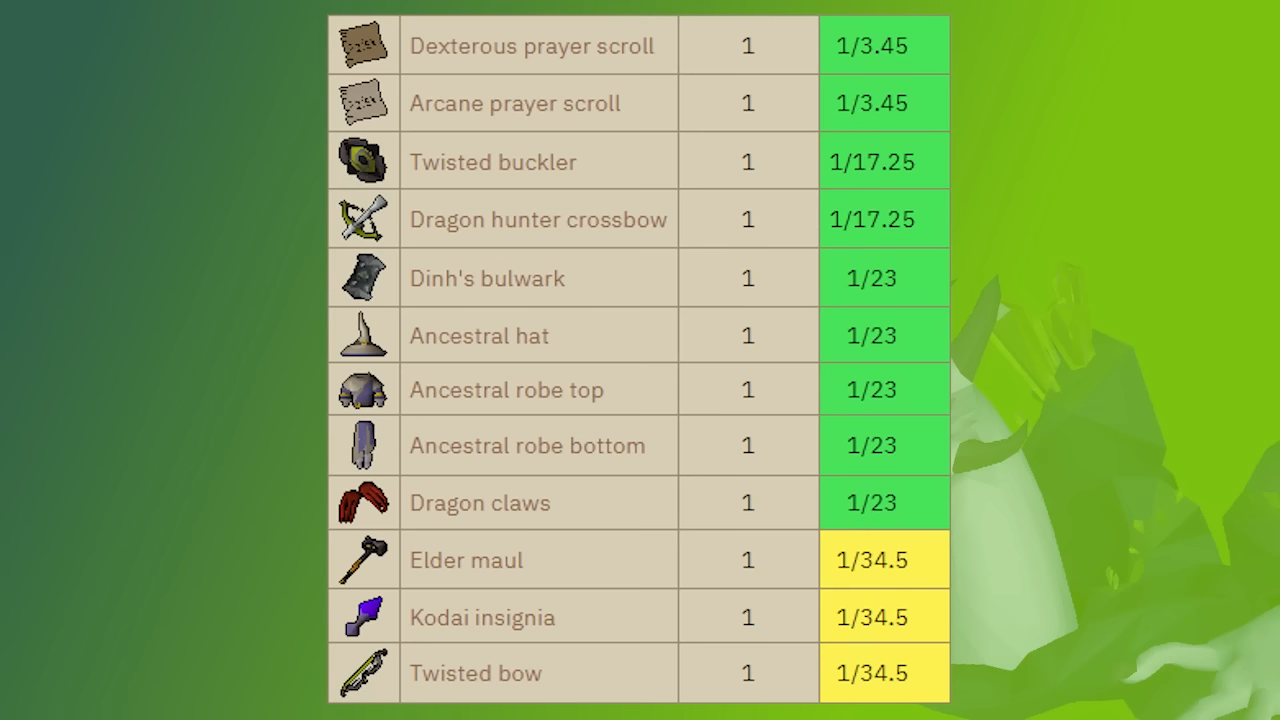 Dexterous prayer scroll 1 1/3.45
Arcane prayer scroll 1 1/3.45
Twisted buckler 1 1/17.25
Dragon hunter crossbow 1 1/17.25
Dinh's bulwark 1 1/23
Ancestral hat 1 1/23
Ancestral robe top 1 1/23
Ancestral robe bottom 1 1/23
Dragon claws 1 1/23
Elder maul 1 1/34.5
Kodai insignia 1 1/34.5
Twisted bow 1 1/34.5